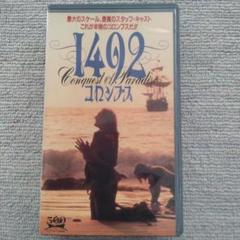 最大のスケール、最高のスタッフ・キャスト
これが本物のコロンブスだ!!
1492
Conquest of Paradise
コロンブス
500